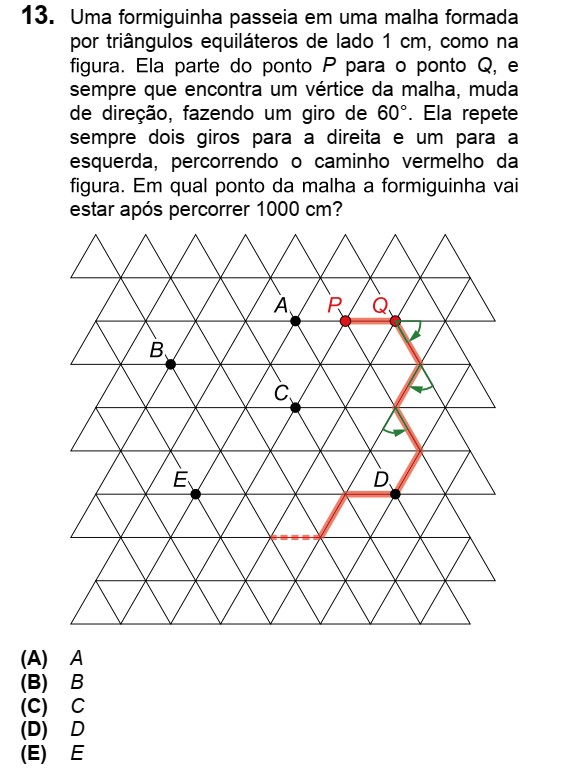 13. Uma formiguinha passeia em uma malha formada
por triângulos equiláteros de lado 1 cm, como na
figura. Ela parte do ponto P para o ponto Q, e
sempre que encontra um vértice da malha, muda
de direção, fazendo um giro de 60°. Ela repete
sempre dois giros para a direita e um para a
esquerda, percorrendo o caminho vermelho da
figura. Em qual ponto da malha a formiguinha vai
estar após percorrer 1000 cm?
A P Q
B
C
E D
(A) A
(B) B
(C) C
(D) D
(E) E